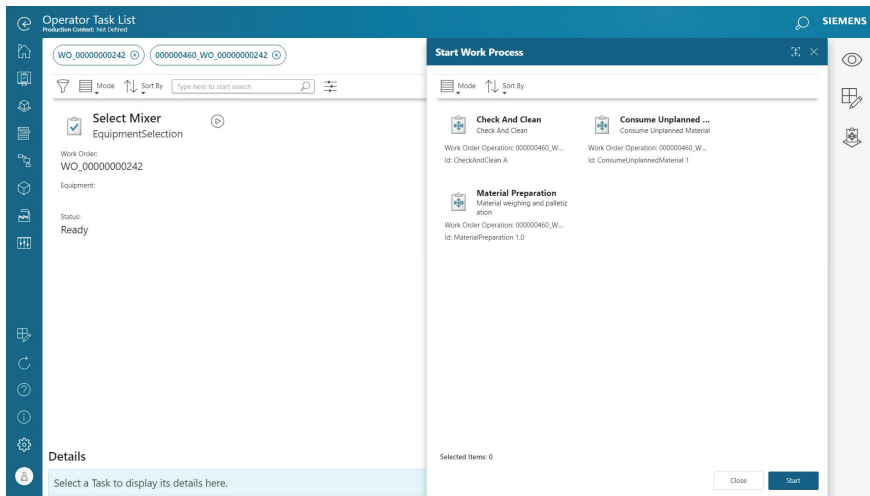 Operator Task List
Production Context: Not Defined
SIEMENS
WO_00000000242
000000460_WO_00000000242
Mode
Sort By
Type here to start search
Select Mixer
EquipmentSelection
Work Order:
WO_00000000242
Equipment:
Status:
Ready
Details
Select a Task to display its details here.
Start Work Process
Mode
Sort By
Check And Clean
Check And Clean
Work Order Operation: 000000460_W...
Id: CheckAndClean A
Consume Unplanned ...
Consume Unplanned Material
Work Order Operation: 000000460_W...
Id: ConsumeUnplannedMaterial 1
Material Preparation
Material weighing and palletiz
ation
Work Order Operation: 000000460_W...
Id: MaterialPreparation 1.0
Selected Items: 0
Close
Start